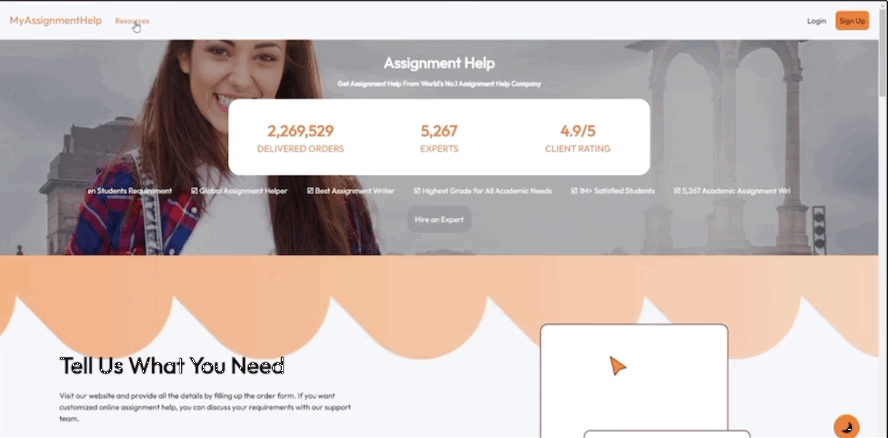 MyAssignmentHelp Resources Login Sign Up
Assignment Help
Get Assignment Help From World's No.1 Assignment Help Company
2,269,529 5,267 4.9/5
DELIVERED ORDERS EXPERTS CLIENT RATING
en Students Requirement ☑ Global Assignment Helper ☑ Best Assignment Writer ☑ Highest Grade for All Academic Needs ☑ 1M+ Satisfied Students ☑ 5,267 Academic Assignment Wri
Hire an Expert
Tell Us What You Need
Visit our website and provide all the details by filling up the order form. If you want
customized online assignment help, you can discuss your requirements with our support
team.